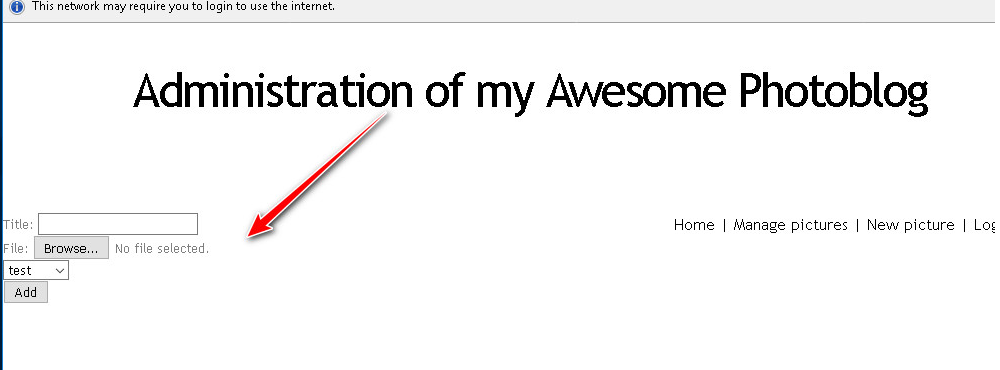 This network may require you to login to use the internet.
Administration of my Awesome Photoblog
Title:
Home | Manage pictures | New picture |
File: Browse... No file selected.
test
Add